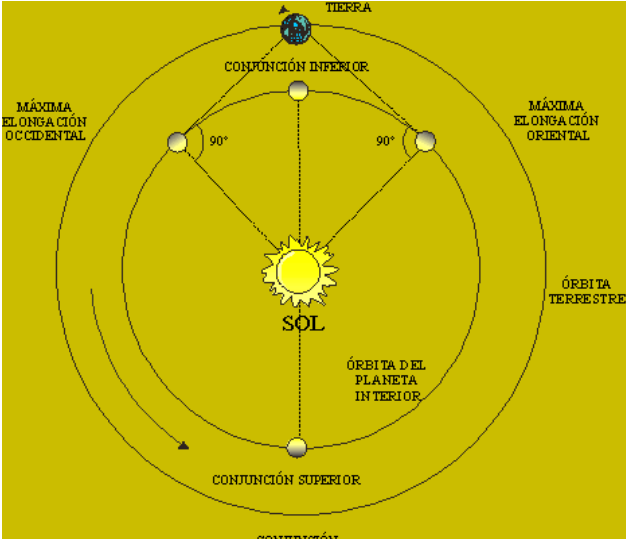 TIERRA
CONJUNCIÓN INFERIOR
MÁXIMA
ELONGACIÓN
OCCIDENTAL
MÁXIMA
ELONGACIÓN
ORIENTAL
90°
90°
ÓRBITA
TERRESTRE
SOL
ÓRBITA DEL
PLANETA
INTERIOR
CONJUNCIÓN SUPERIOR
CONJUNCIÓN